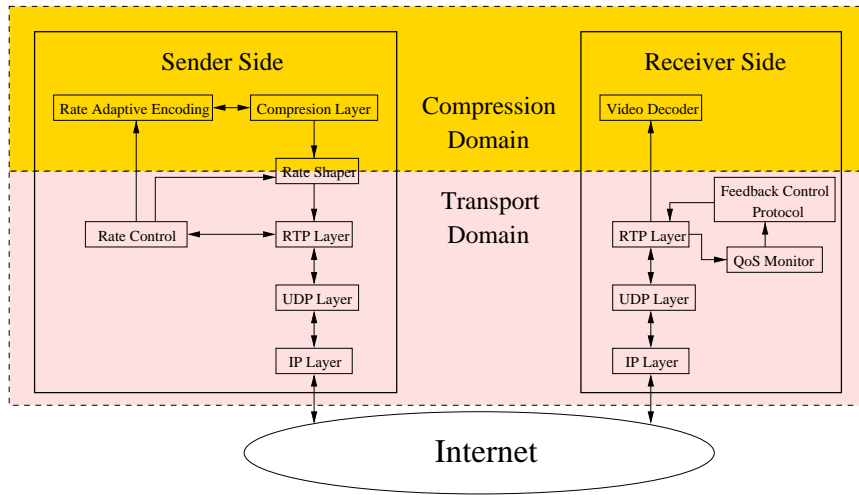 Sender Side
Receiver Side
Rate Adaptive Encoding
Compresion Layer
Compression
Domain
Video Decoder
Rate Shaper
Transport
Domain
Feedback Control
Protocol
Rate Control
RTP Layer
RTP Layer
QoS Monitor
UDP Layer
UDP Layer
IP Layer
IP Layer
Internet